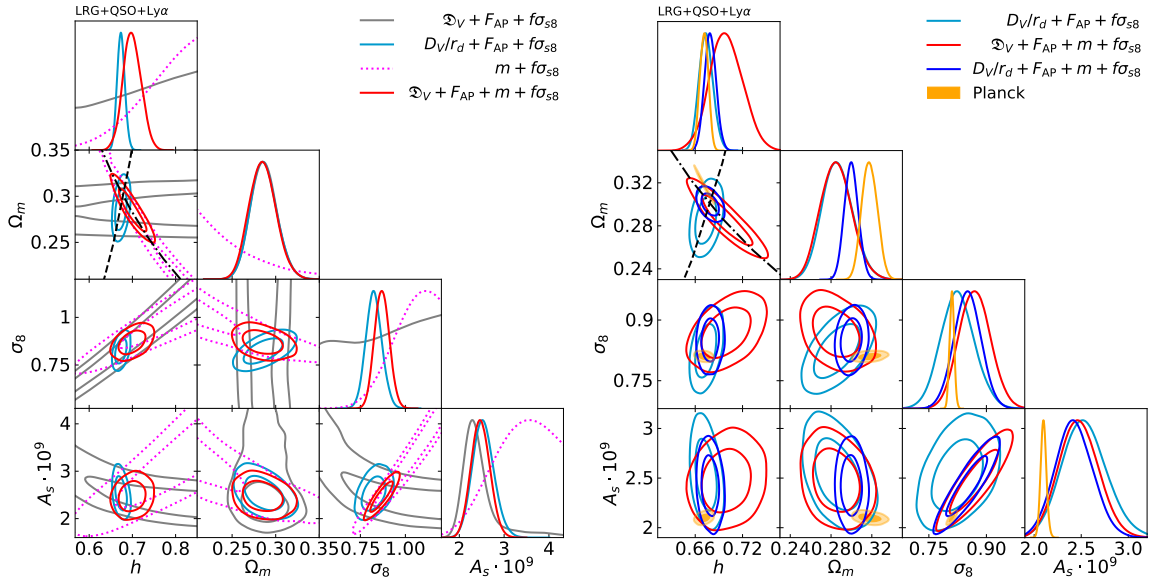 LRG+QSO+Lyα
𝔇_V + F_AP + fσ_s8
D_V/r_d + F_AP + fσ_s8
m + fσ_s8
𝔇_V + F_AP + m + fσ_s8
0.35
0.30
0.25
Ω_m
1
0.75
σ_8
4
3
2
A_s · 10^9
0.6 0.7 0.8
h
0.25 0.30 0.35
Ω_m
0.75 1.00
σ_8
2 3 4
A_s · 10^9
LRG+QSO+Lyα
D_V/r_d + F_AP + fσ_s8
𝔇_V + F_AP + m + fσ_s8
D_V/r_d + F_AP + m + fσ_s8
Planck
0.32
0.28
0.24
Ω_m
0.9
0.75
σ_8
3
2.5
2
A_s · 10^9
0.66 0.72
h
0.24 0.28 0.32
Ω_m
0.75 0.90
σ_8
2.0 2.5 3.0
A_s · 10^9